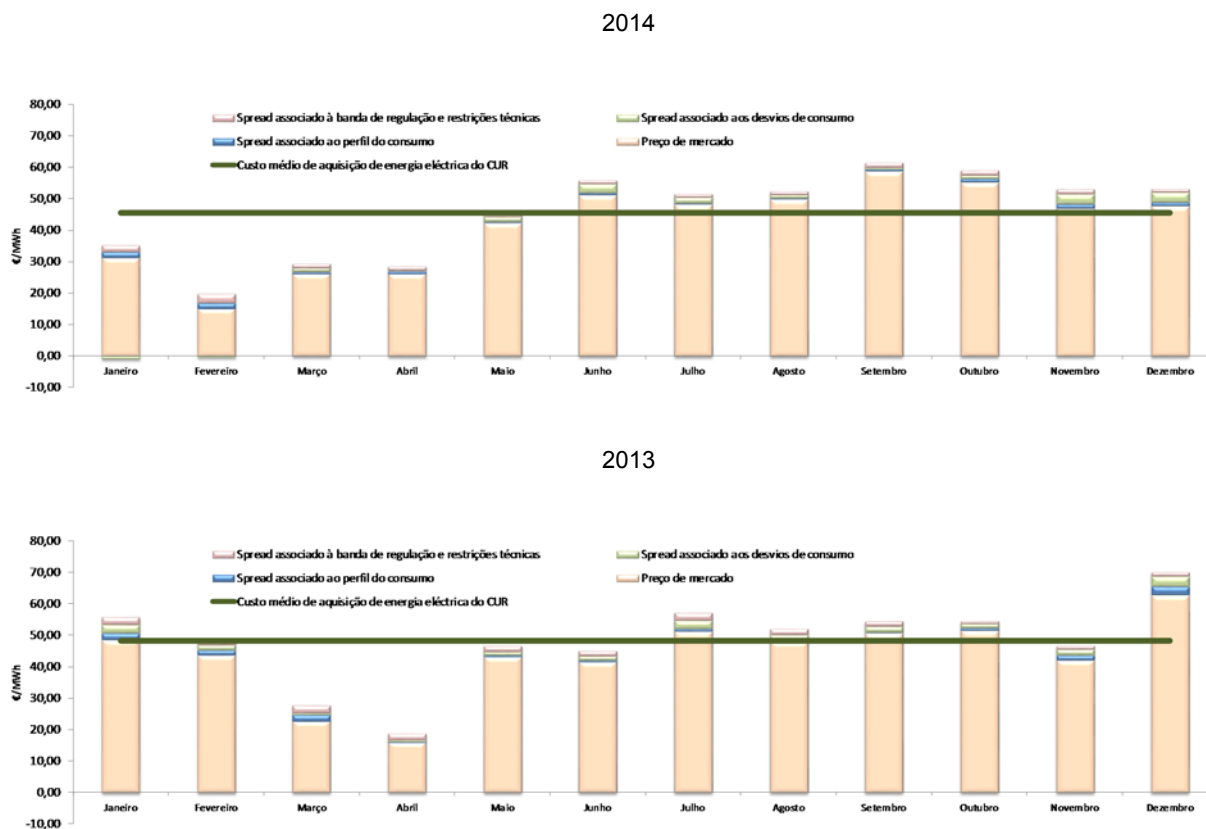 2014
80,00
70,00
60,00
50,00
40,00
30,00
20,00
10,00
0,00
-10,00
€/MWh
Spread associado à banda de regulação e restrições técnicas
Spread associado aos desvios de consumo
Spread associado ao perfil do consumo
Preço de mercado
Custo médio de aquisição de energia eléctrica do CUR
Janeiro Fevereiro Março Abril Maio Junho Julho Agosto Setembro Outubro Novembro Dezembro
2013
80,00
70,00
60,00
50,00
40,00
30,00
20,00
10,00
0,00
-10,00
€/MWh
Spread associado à banda de regulação e restrições técnicas
Spread associado aos desvios de consumo
Spread associado ao perfil do consumo
Preço de mercado
Custo médio de aquisição de energia eléctrica do CUR
Janeiro Fevereiro Março Abril Maio Junho Julho Agosto Setembro Outubro Novembro Dezembro